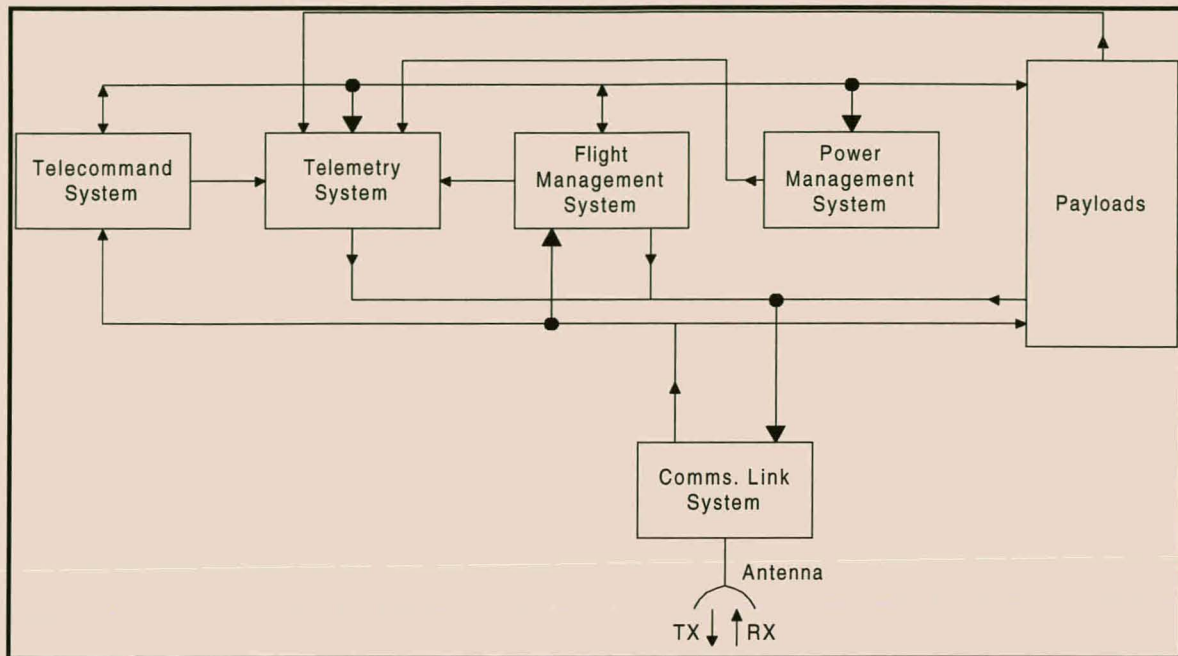 Telecommand
System
Telemetry
System
Flight
Management
System
Power
Management
System
Payloads
Comms. Link
System
Antenna
TX
RX